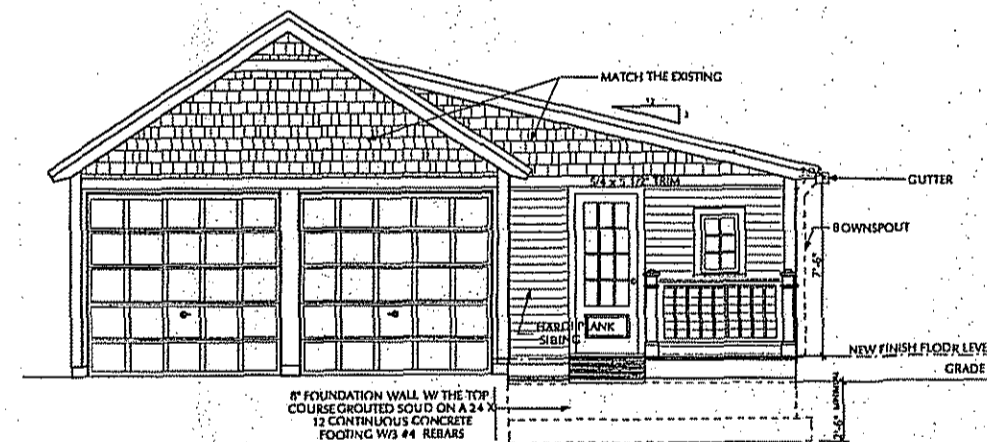 MATCH THE EXISTING
12
3
5/4 x 5 1/2" TRIM
GUTTER
DOWNSPOUT
7'-6"
HARDI PLANK
SIDING
NEW FINISH FLOOR LEVE
GRADE
8" FOUNDATION WALL W/ THE TOP
COURSE GROUTED SOLID ON A 24 X
12 CONTINUOUS CONCRETE
FOOTING W/3 #4 REBARS
2'-6" MINIMUM